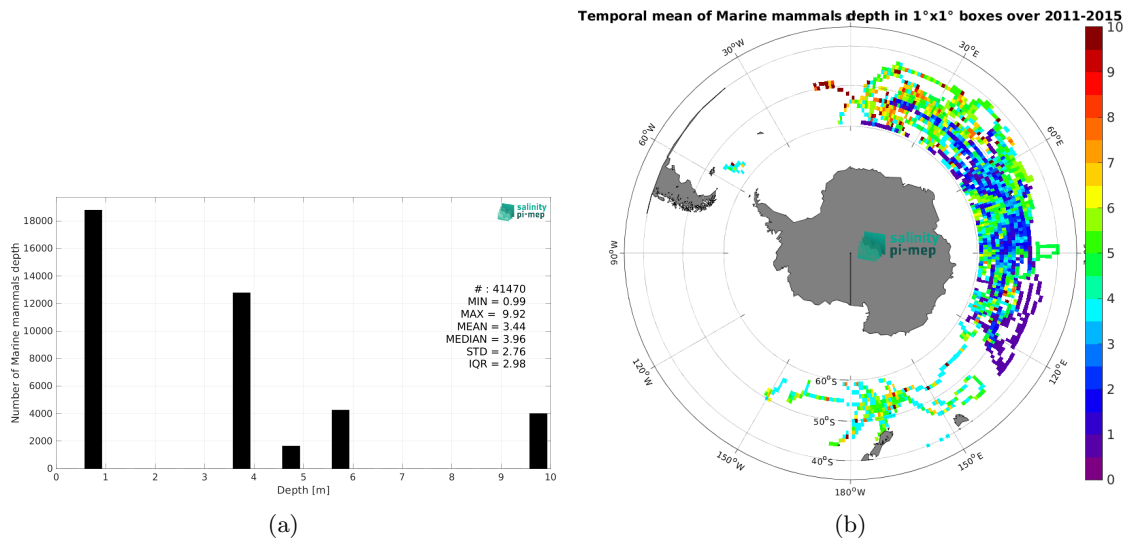 salinity
pi-mep
Number of Marine mammals depth
18000
16000
14000
12000
10000
8000
6000
4000
2000
0
# : 41470
MIN = 0.99
MAX = 9.92
MEAN = 3.44
MEDIAN = 3.96
STD = 2.76
IQR = 2.98
0 1 2 3 4 5 6 7 8 9 10
Depth [m]
(a)
Temporal mean of Marine mammals depth in 1°x1° boxes over 2011-2015
30°W
30°E
60°W
60°E
90°W
salinity
pi-mep
120°W
120°E
60°S
50°S
40°S
150°W
150°E
180°W
10
9
8
7
6
5
4
3
2
1
0
(b)